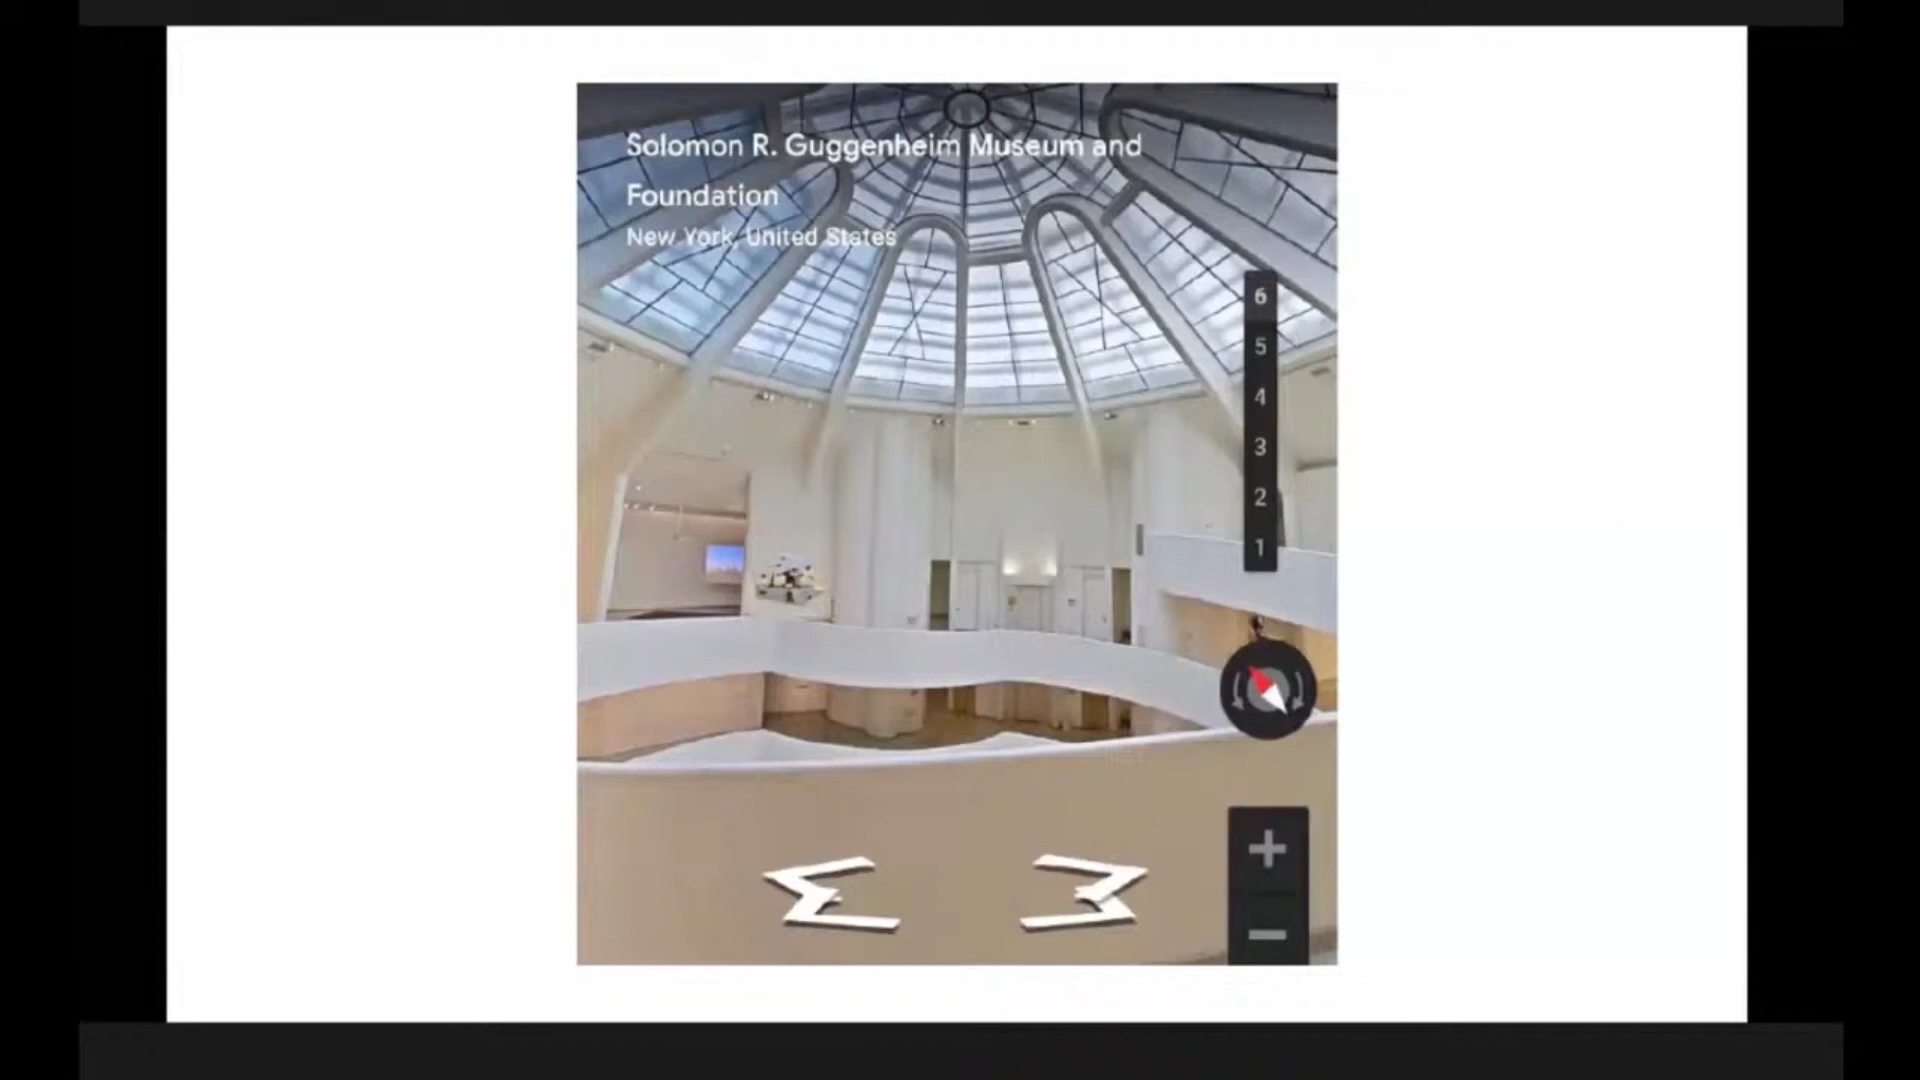 Solomon R. Guggenheim Museum and
Foundation
New York, United States
6
5
4
3
2
1
+
−